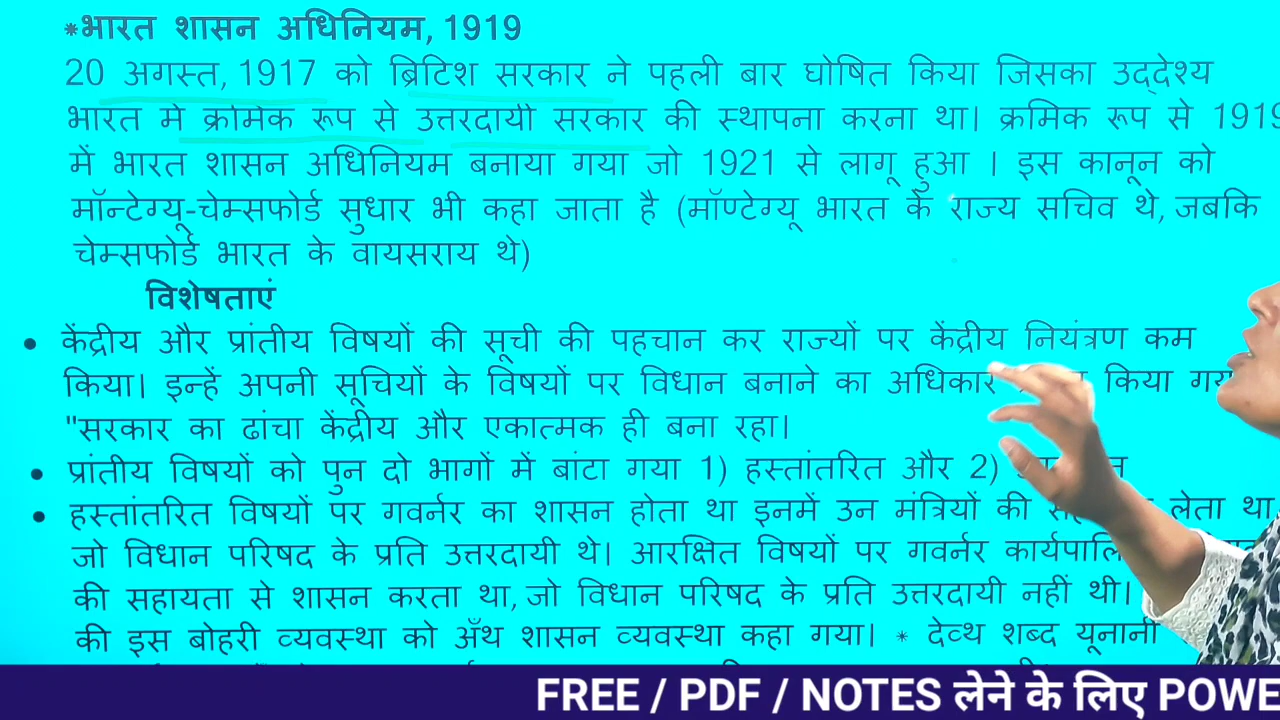 *भारत शासन अधिनियम, 1919
20 अगस्त, 1917 को ब्रिटिश सरकार ने पहली बार घोषित किया जिसका उद्देश्य
भारत में क्रमिक रूप से उत्तरदायी सरकार की स्थापना करना था। क्रमिक रूप से 1919
में भारत शासन अधिनियम बनाया गया जो 1921 से लागू हुआ । इस कानून को
मॉन्टेग्यू-चेम्सफोर्ड सुधार भी कहा जाता है (मॉण्टेग्यू भारत के राज्य सचिव थे, जबकि
चेम्सफोर्ड भारत के वायसराय थे)
विशेषताएं
• केंद्रीय और प्रांतीय विषयों की सूची की पहचान कर राज्यों पर केंद्रीय नियंत्रण कम
किया। इन्हें अपनी सूचियों के विषयों पर विधान बनाने का अधिकार किया
"सरकार का ढांचा केंद्रीय और एकात्मक ही बना रहा।
• प्रांतीय विषयों को पुन दो भागों में बांटा गया 1) हस्तांतरित और 2)
• हस्तांतरित विषयों पर गवर्नर का शासन होता था इनमें उन मंत्रियों की लेता था
जो विधान परिषद के प्रति उत्तरदायी थे। आरक्षित विषयों पर गवर्नर
की सहायता से शासन करता था, जो विधान परिषद के प्रति उत्तरदायी नहीं थी।
की इस बोहरी व्यवस्था को अँथ शासन व्यवस्था कहा गया। * देव्थ शब्द यूनानी
FREE / PDF / NOTES लेने के लिए POWE